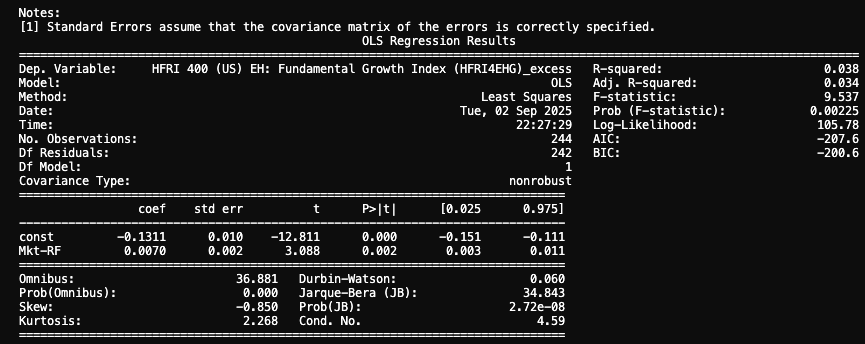 Notes:
[1] Standard Errors assume that the covariance matrix of the errors is correctly specified.
OLS Regression Results
==============================================================================
Dep. Variable: HFRI 400 (US) EH: Fundamental Growth Index (HFRI4EHG)_excess R-squared: 0.038
Model: OLS Adj. R-squared: 0.034
Method: Least Squares F-statistic: 9.537
Date: Tue, 02 Sep 2025 Prob (F-statistic): 0.00225
Time: 22:27:29 Log-Likelihood: 105.78
No. Observations: 244 AIC: -207.6
Df Residuals: 242 BIC: -200.6
Df Model: 1
Covariance Type: nonrobust
==============================================================================
coef std err t P>|t| [0.025 0.975]
------------------------------------------------------------------------------
const -0.1311 0.010 -12.811 0.000 -0.151 -0.111
Mkt-RF 0.0070 0.002 3.088 0.002 0.003 0.011
==============================================================================
Omnibus: 36.881 Durbin-Watson: 0.060
Prob(Omnibus): 0.000 Jarque-Bera (JB): 34.843
Skew: -0.850 Prob(JB): 2.72e-08
Kurtosis: 2.268 Cond. No. 4.59
==============================================================================